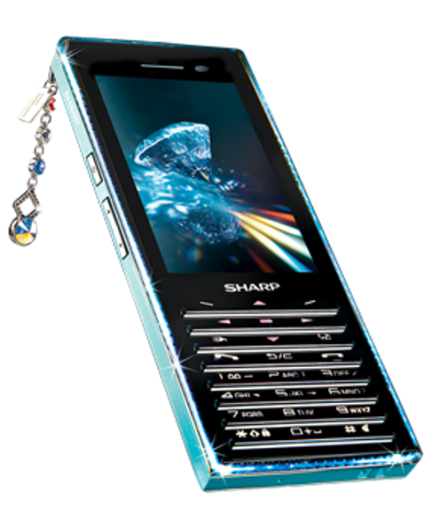 SHARP
S/C
1
2 ABC
3 DEF
4 GHI
5 JKL
6 MNO
7 PQRS
8 TUV
9 WXYZ
* 0 #